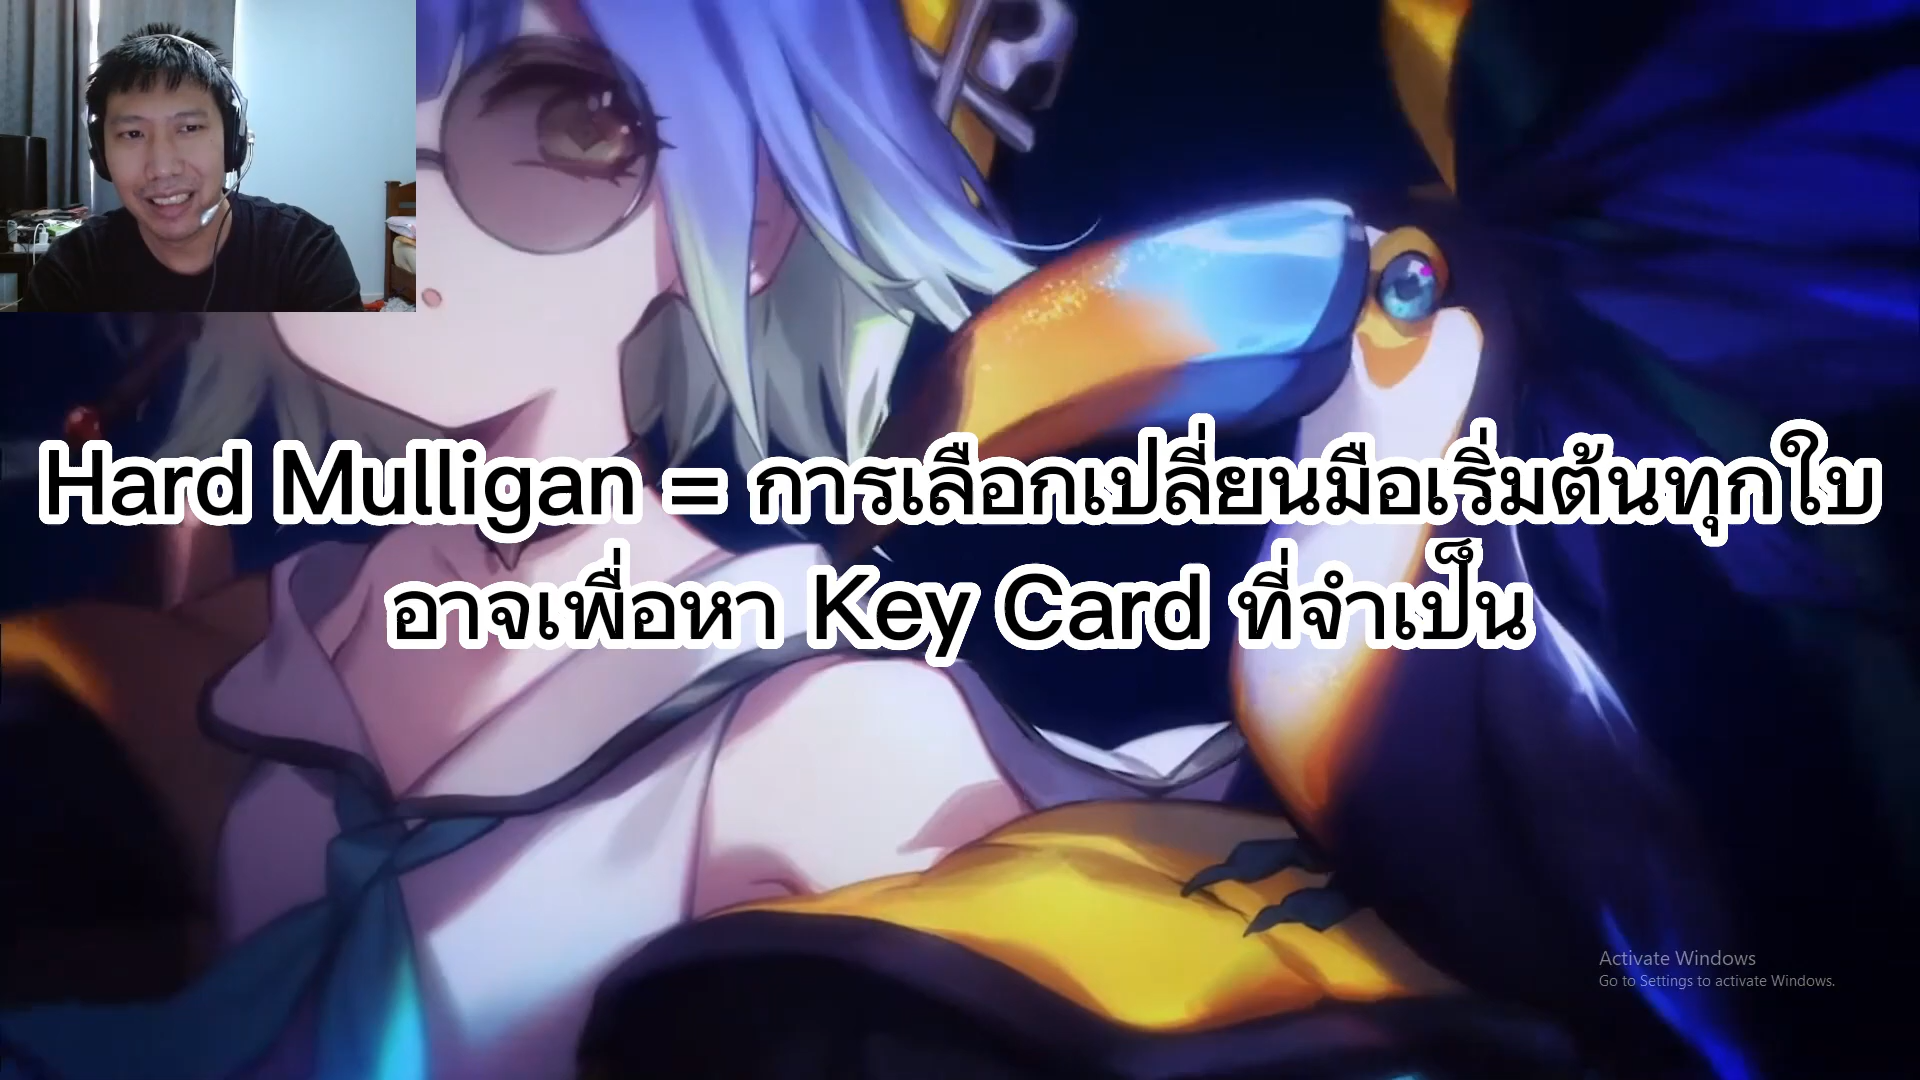 Hard Mulligan = การเลือกเปลี่ยนมือเริ่มต้นทุกใบ
อาจเพื่อหา Key Card ที่จำเป็น
Activate Windows
Go to Settings to activate Windows.